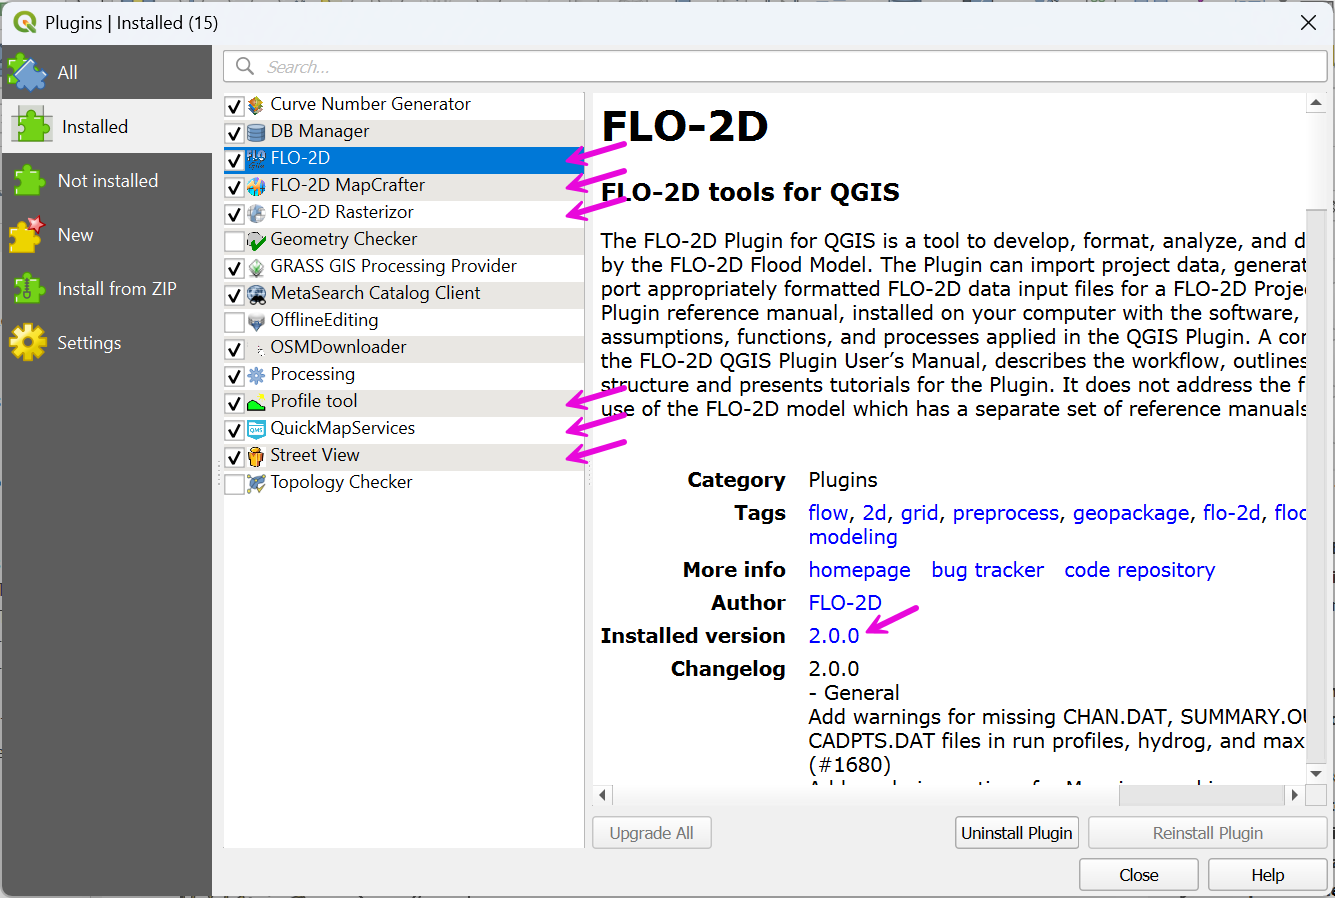 Plugins | Installed (15)
All
Installed
Not installed
New
Install from ZIP
Settings
Search...
Curve Number Generator
DB Manager
FLO-2D
FLO-2D MapCrafter
FLO-2D Rasterizor
Geometry Checker
GRASS GIS Processing Provider
MetaSearch Catalog Client
OfflineEditing
OSMDownloader
Processing
Profile tool
QuickMapServices
Street View
Topology Checker
FLO-2D
FLO-2D tools for QGIS
The FLO-2D Plugin for QGIS is a tool to develop, format, analyze, and d
by the FLO-2D Flood Model. The Plugin can import project data, generat
port appropriately formatted FLO-2D data input files for a FLO-2D Proje
Plugin reference manual, installed on your computer with the software,
assumptions, functions, and processes applied in the QGIS Plugin. A cor
the FLO-2D QGIS Plugin User’s Manual, describes the workflow, outlines
structure and presents tutorials for the Plugin. It does not address the f
use of the FLO-2D model which has a separate set of reference manuals
Category Plugins
Tags flow, 2d, grid, preprocess, geopackage, flo-2d, floo
modeling
More info homepage bug tracker code repository
Author FLO-2D
Installed version 2.0.0
Changelog 2.0.0
- General
Add warnings for missing CHAN.DAT, SUMMARY.OU
CADPTS.DAT files in run profiles, hydrog, and max
(#1680)
Upgrade All
Uninstall Plugin
Reinstall Plugin
Close
Help